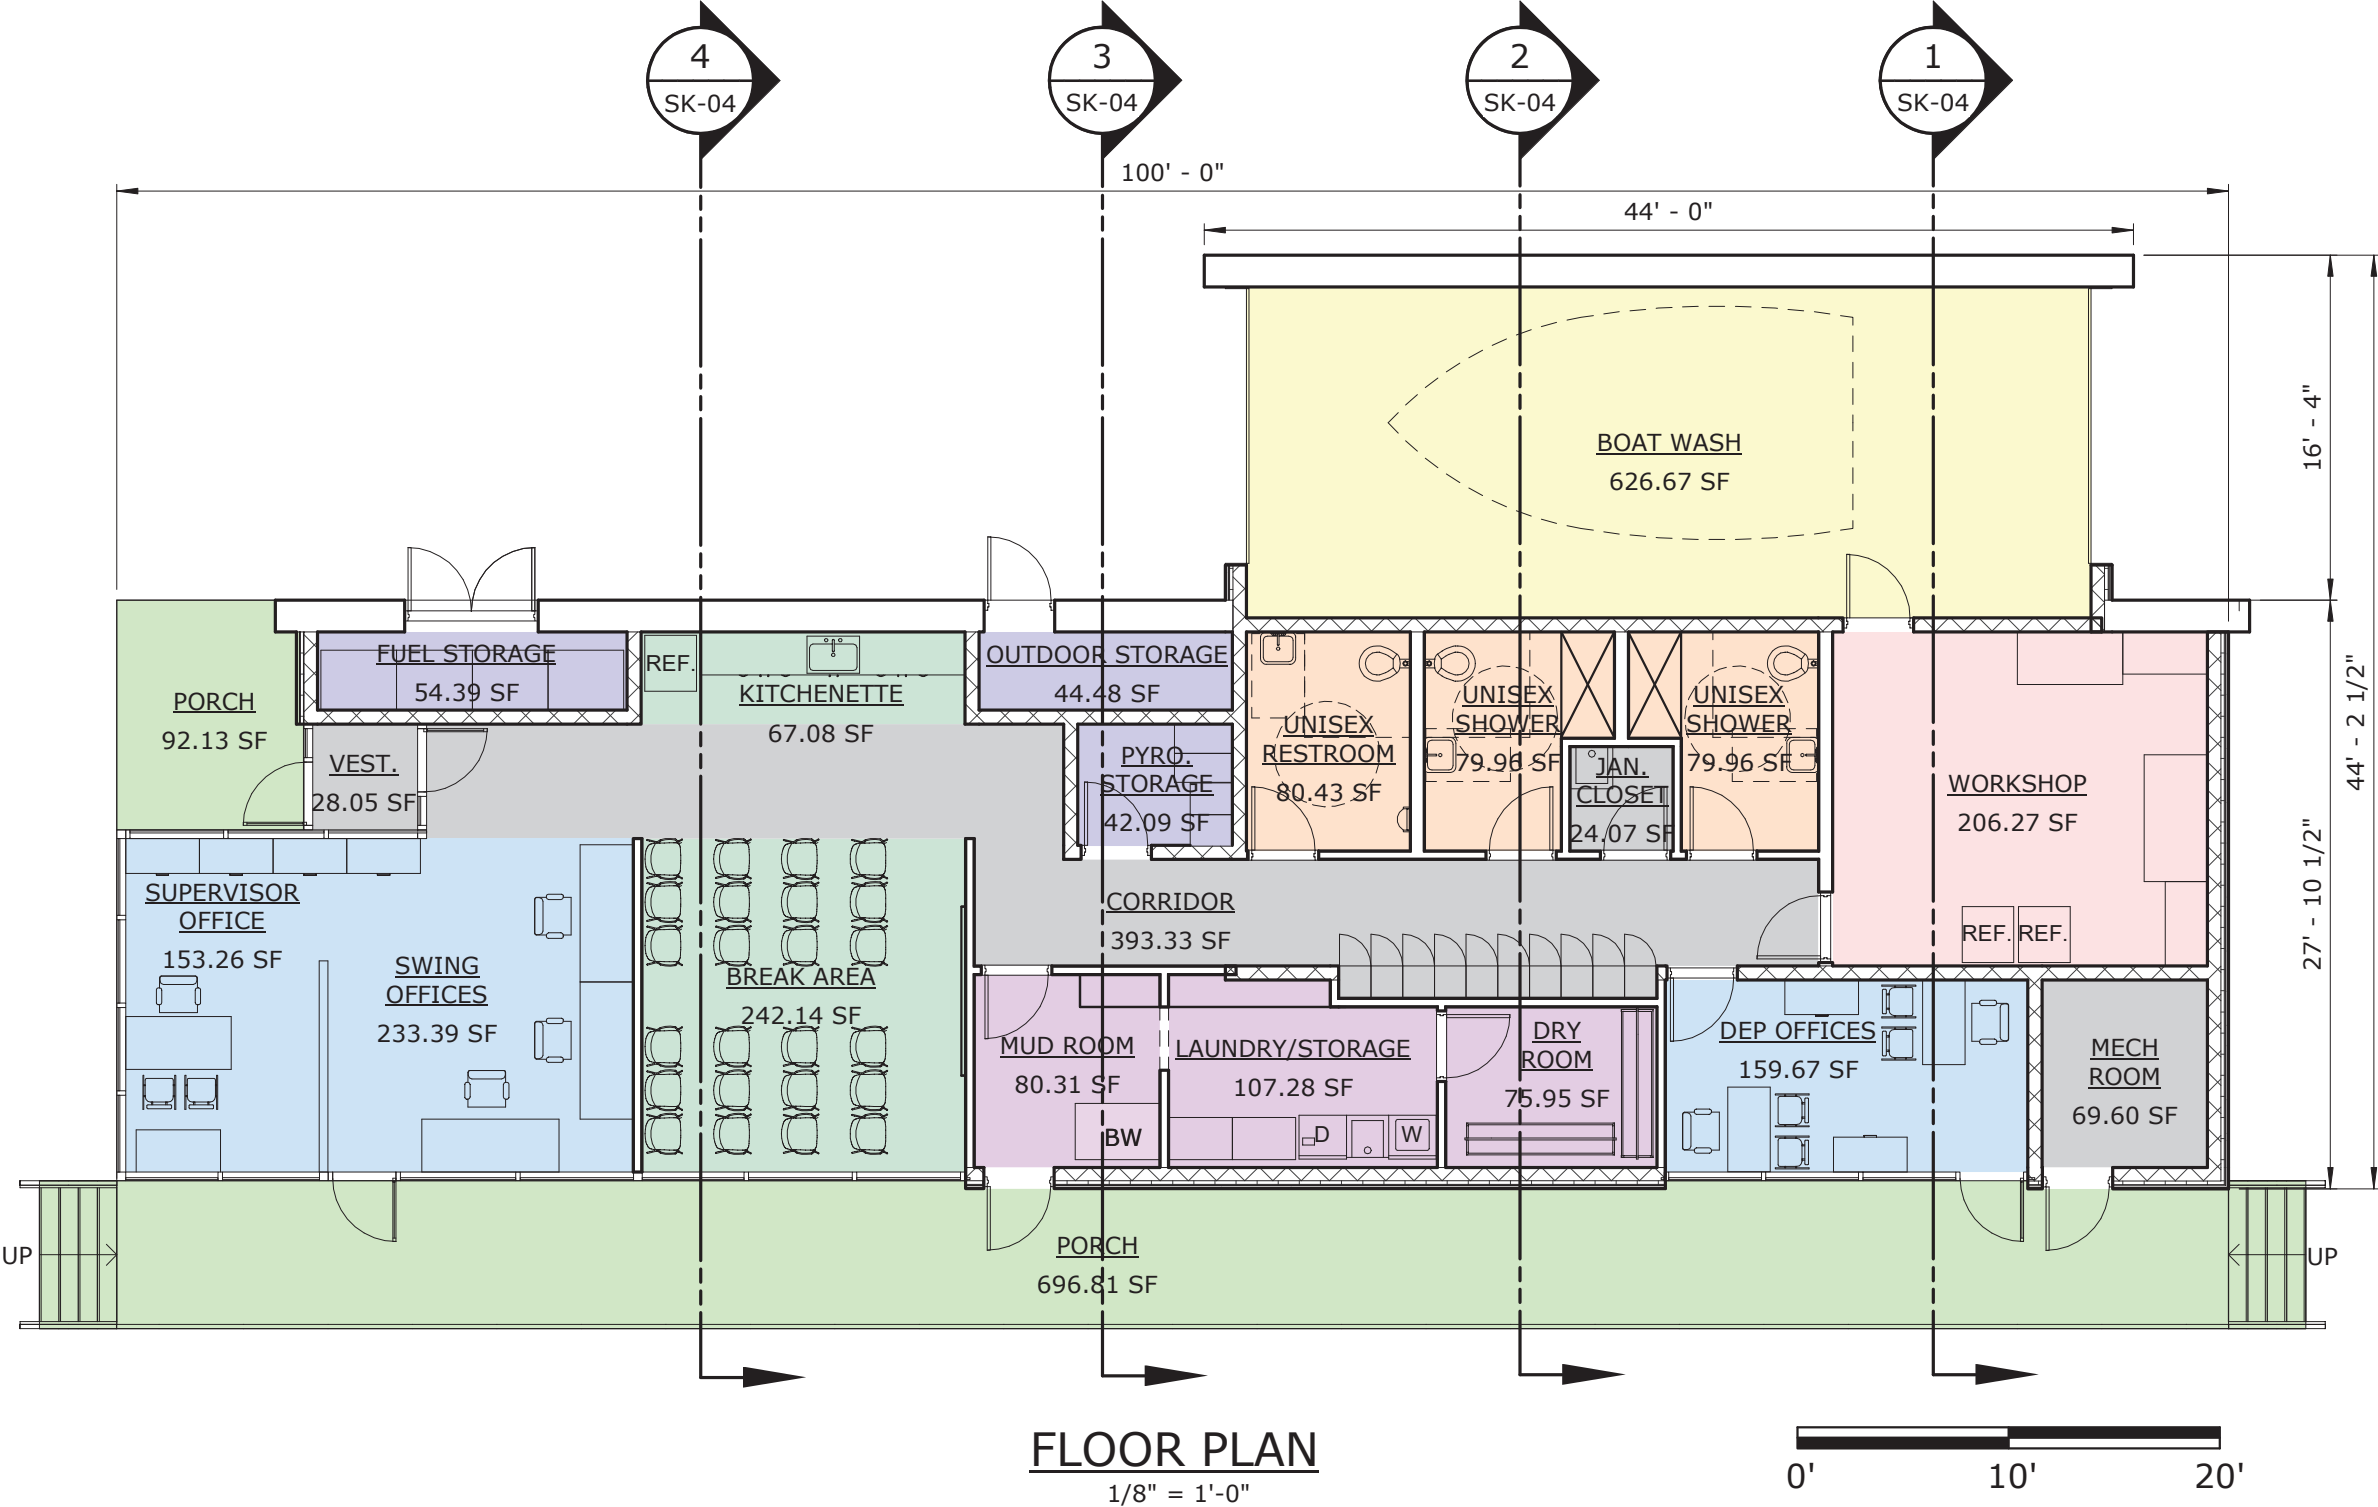 4
SK-04
3
SK-04
2
SK-04
1
SK-04
100' - 0"
44' - 0"
16' - 4"
44' - 2 1/2"
27' - 10 1/2"
BOAT WASH
626.67 SF
PORCH
92.13 SF
FUEL STORAGE
54.39 SF
REF.
KITCHENETTE
67.08 SF
OUTDOOR STORAGE
44.48 SF
VEST.
28.05 SF
PYRO.
STORAGE
42.09 SF
UNISEX
RESTROOM
80.43 SF
UNISEX
SHOWER
79.96 SF
JAN.
CLOSET
24.07 SF
UNISEX
SHOWER
79.96 SF
WORKSHOP
206.27 SF
REF.
REF.
SUPERVISOR
OFFICE
153.26 SF
SWING
OFFICES
233.39 SF
BREAK AREA
242.14 SF
CORRIDOR
393.33 SF
MUD ROOM
80.31 SF
BW
LAUNDRY/STORAGE
107.28 SF
D
W
DRY
ROOM
75.95 SF
DEP OFFICES
159.67 SF
MECH
ROOM
69.60 SF
UP
PORCH
696.81 SF
UP
FLOOR PLAN
1/8" = 1'-0"
0'
10'
20'